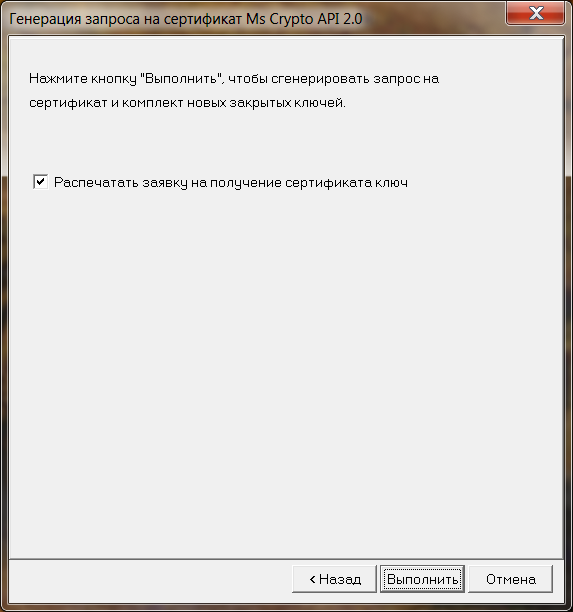 Генерация запроса на сертификат Ms Crypto API 2.0
Нажмите кнопку "Выполнить", чтобы сгенерировать запрос на
сертификат и комплект новых закрытых ключей.
Распечатать заявку на получение сертификата ключ
< Назад
Выполнить
Отмена